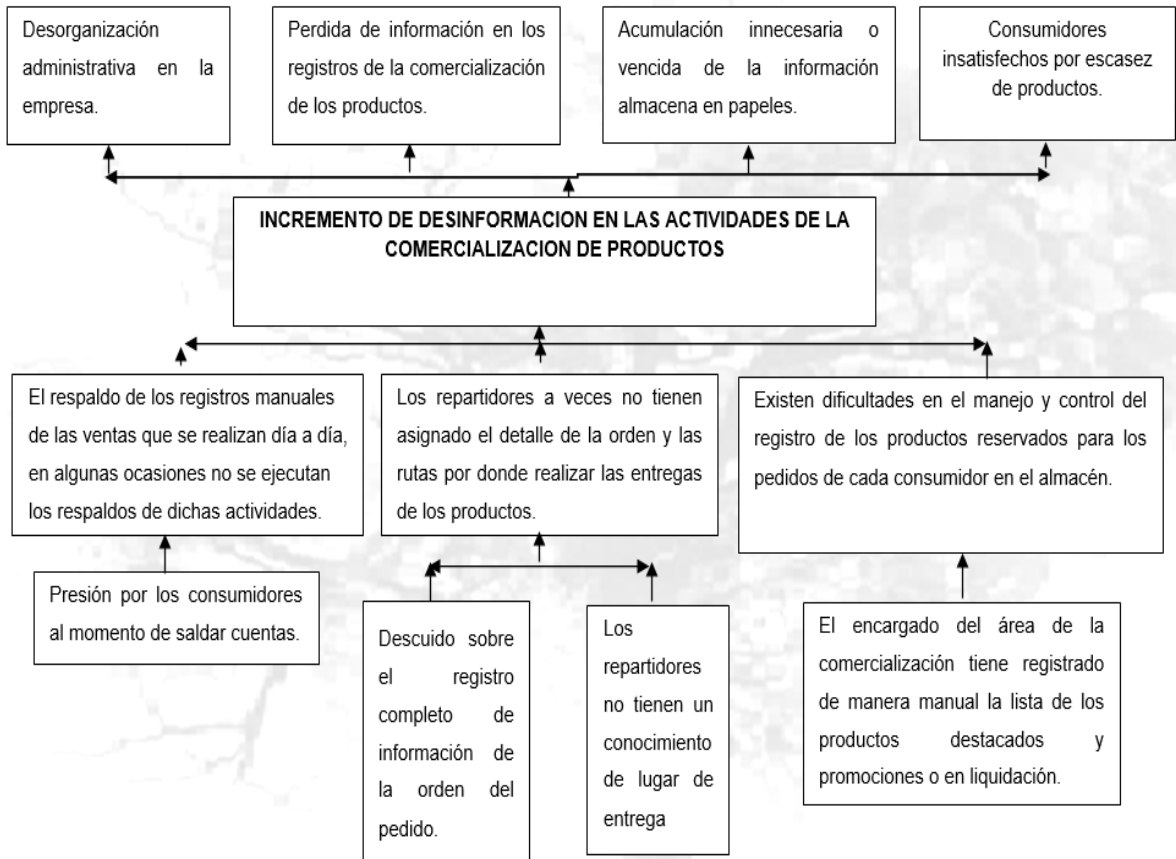 Desorganización
administrativa en la
empresa.
Perdida de información en los
registros de la comercialización
de los productos.
Acumulación innecesaria o
vencida de la información
almacena en papeles.
Consumidores
insatisfechos por escasez
de productos.
INCREMENTO DE DESINFORMACION EN LAS ACTIVIDADES DE LA
COMERCIALIZACION DE PRODUCTOS
El respaldo de los registros manuales
de las ventas que se realizan día a día,
en algunas ocasiones no se ejecutan
los respaldos de dichas actividades.
Los repartidores a veces no tienen
asignado el detalle de la orden y las
rutas por donde realizar las entregas
de los productos.
Existen dificultades en el manejo y control del
registro de los productos reservados para los
pedidos de cada consumidor en el almacén.
Presión por los consumidores
al momento de saldar cuentas.
Descuido sobre
el registro
completo de
información de
la orden del
pedido.
Los
repartidores
no tienen un
conocimiento
de lugar de
entrega
El encargado del área de la
comercialización tiene registrado
de manera manual la lista de los
productos destacados y
promociones o en liquidación.